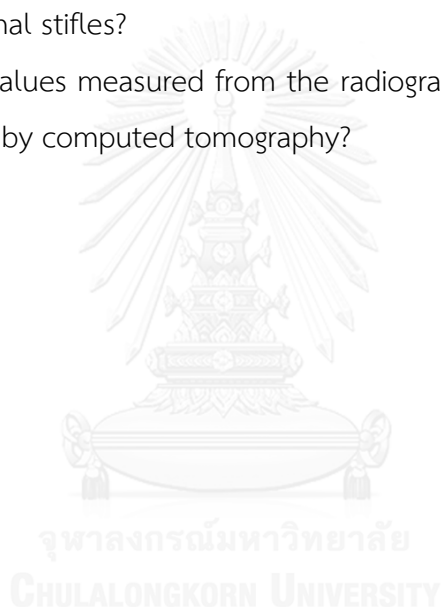 nal stifles?
alues measured from the radiogra
by computed tomography?
จุฬาลงกรณ์มหาวิทยาลัย
CHULALONGKORN UNIVERSITY